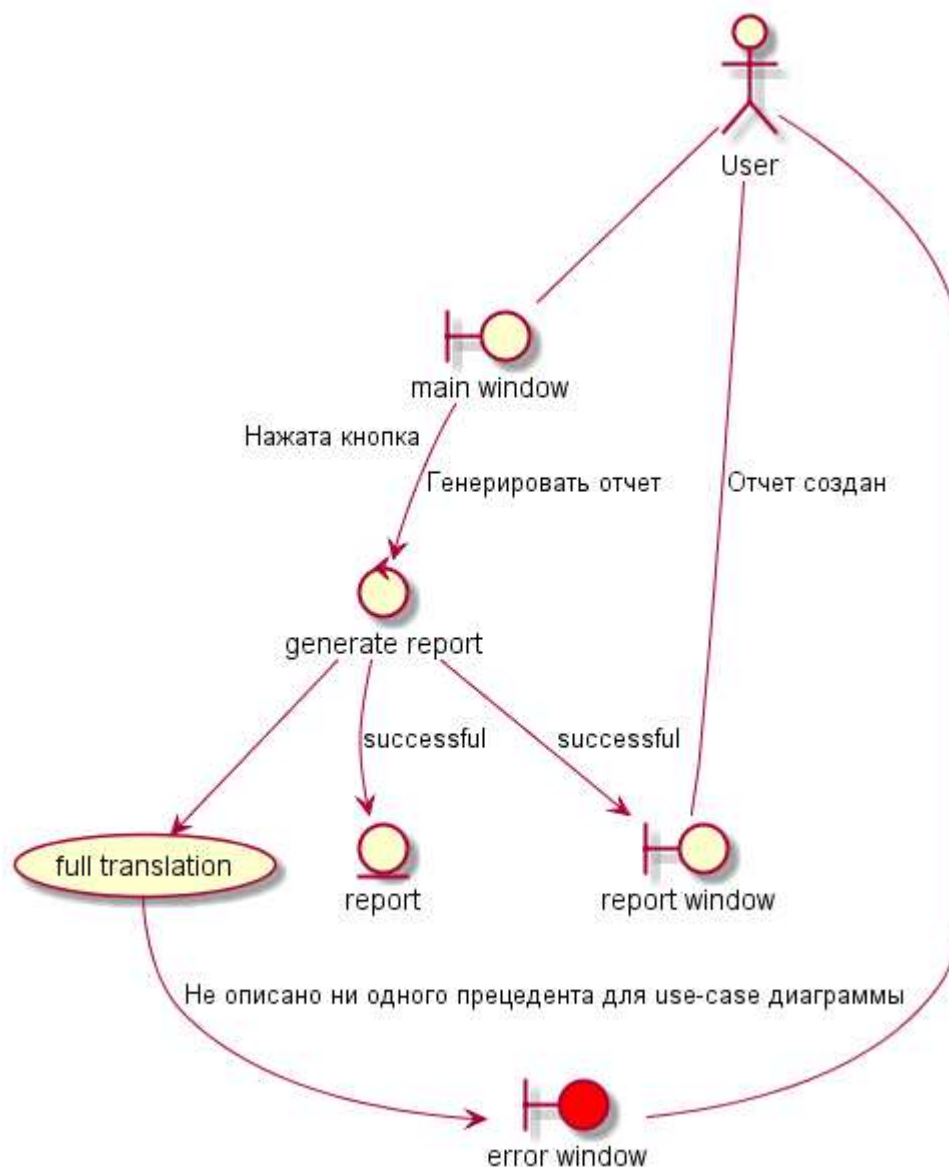 User
main window
Нажата кнопка
Генерировать отчет
Отчет создан
generate report
successful
successful
full translation
report
report window
Не описано ни одного прецедента для use-case диаграммы
error window